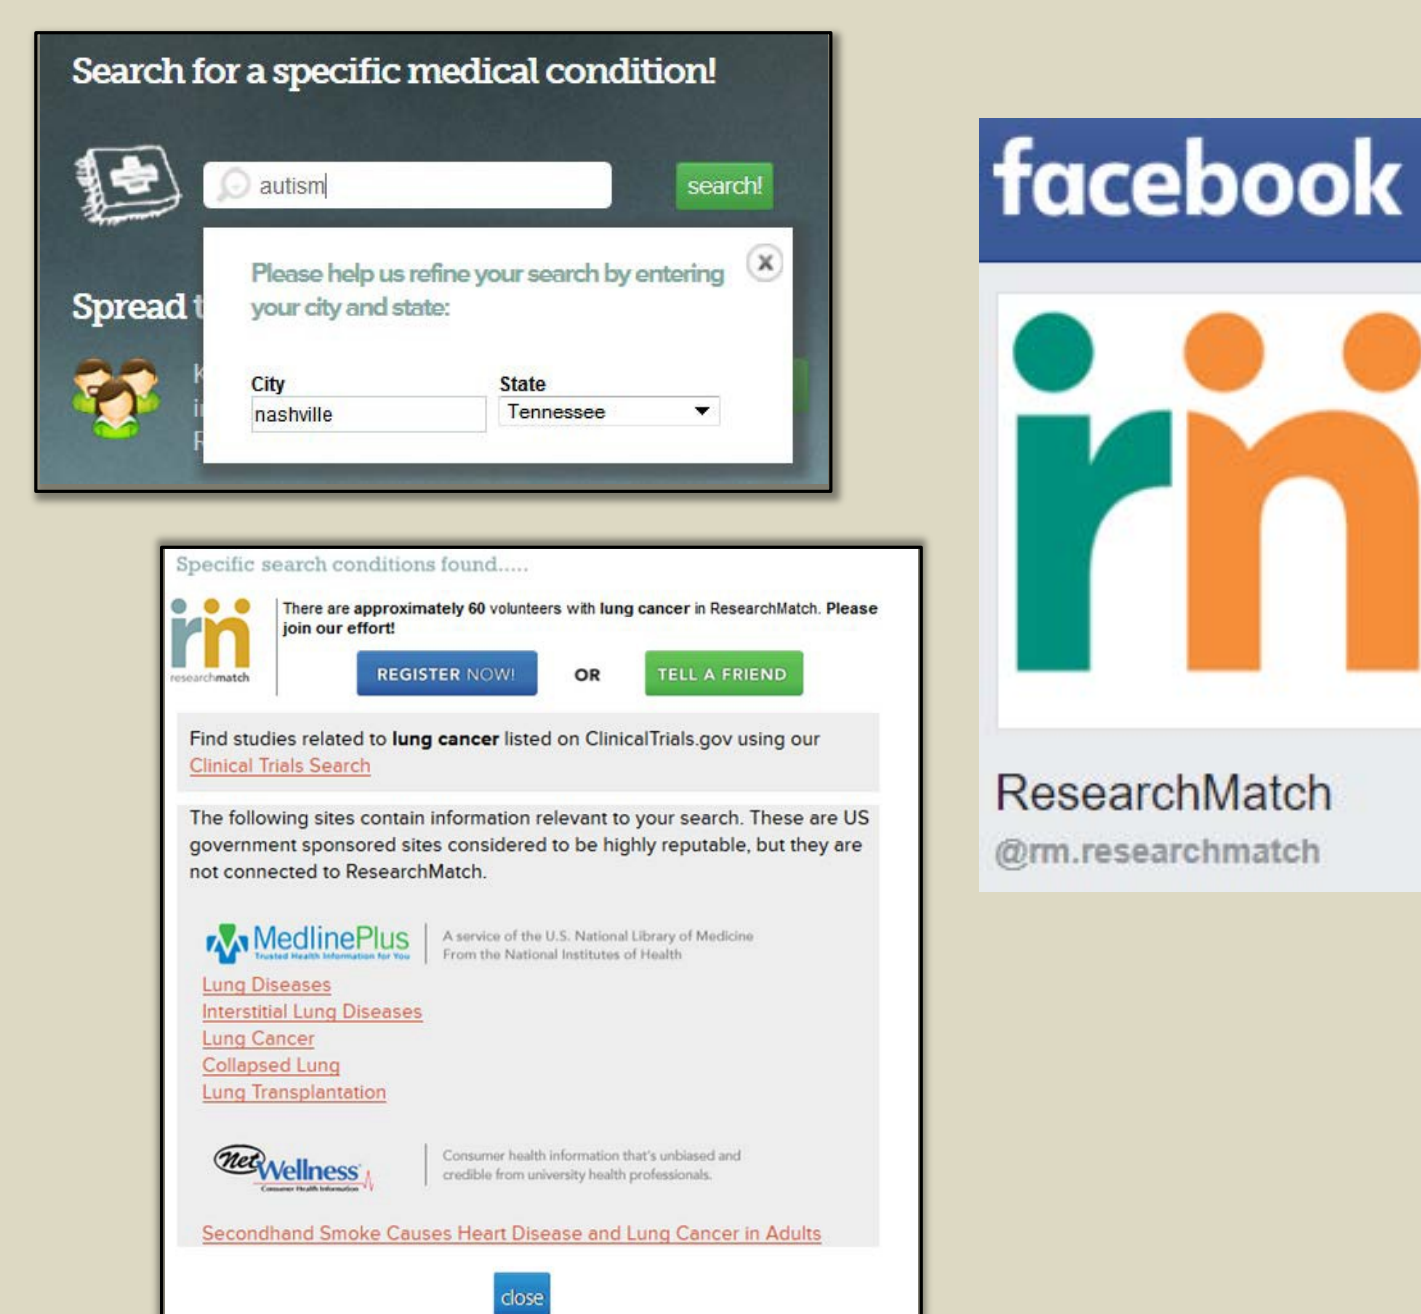 Search for a specific medical condition!
autism
search!
Please help us refine your search by entering
your city and state:
Spread t
City
State
nashville
Tennessee
facebook
rm
ResearchMatch
@rm.researchmatch
Specific search conditions found.....
rm
researchmatch
There are approximately 60 volunteers with lung cancer in ResearchMatch. Please
join our effort!
REGISTER NOW!
OR
TELL A FRIEND
Find studies related to lung cancer listed on ClinicalTrials.gov using our
Clinical Trials Search
The following sites contain information relevant to your search. These are US
government sponsored sites considered to be highly reputable, but they are
not connected to ResearchMatch.
MedlinePlus
Trusted Health Information for You
A service of the U.S. National Library of Medicine
From the National Institutes of Health
Lung Diseases
Interstitial Lung Diseases
Lung Cancer
Collapsed Lung
Lung Transplantation
NetWellness
Consumer Health Information
Consumer health information that's unbiased and
credible from university health professionals.
Secondhand Smoke Causes Heart Disease and Lung Cancer in Adults
close